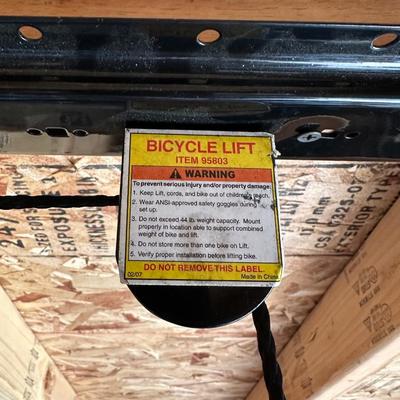 BICYCLE LIFT
ITEM 95803
WARNING
To prevent serious injury and/or property damage:
1. Keep Lift, cords, and bike out of children's reach.
2. Wear ANSI-approved safety goggles during
set up.
3. Do not exceed 44 lb. weight capacity. Mount
properly in location able to support combined
weight of bike and lift.
4. Do not store more than one bike on Lift.
5. Verify proper installation before lifting bike.
DO NOT REMOVE THIS LABEL.
02/07 Made in China